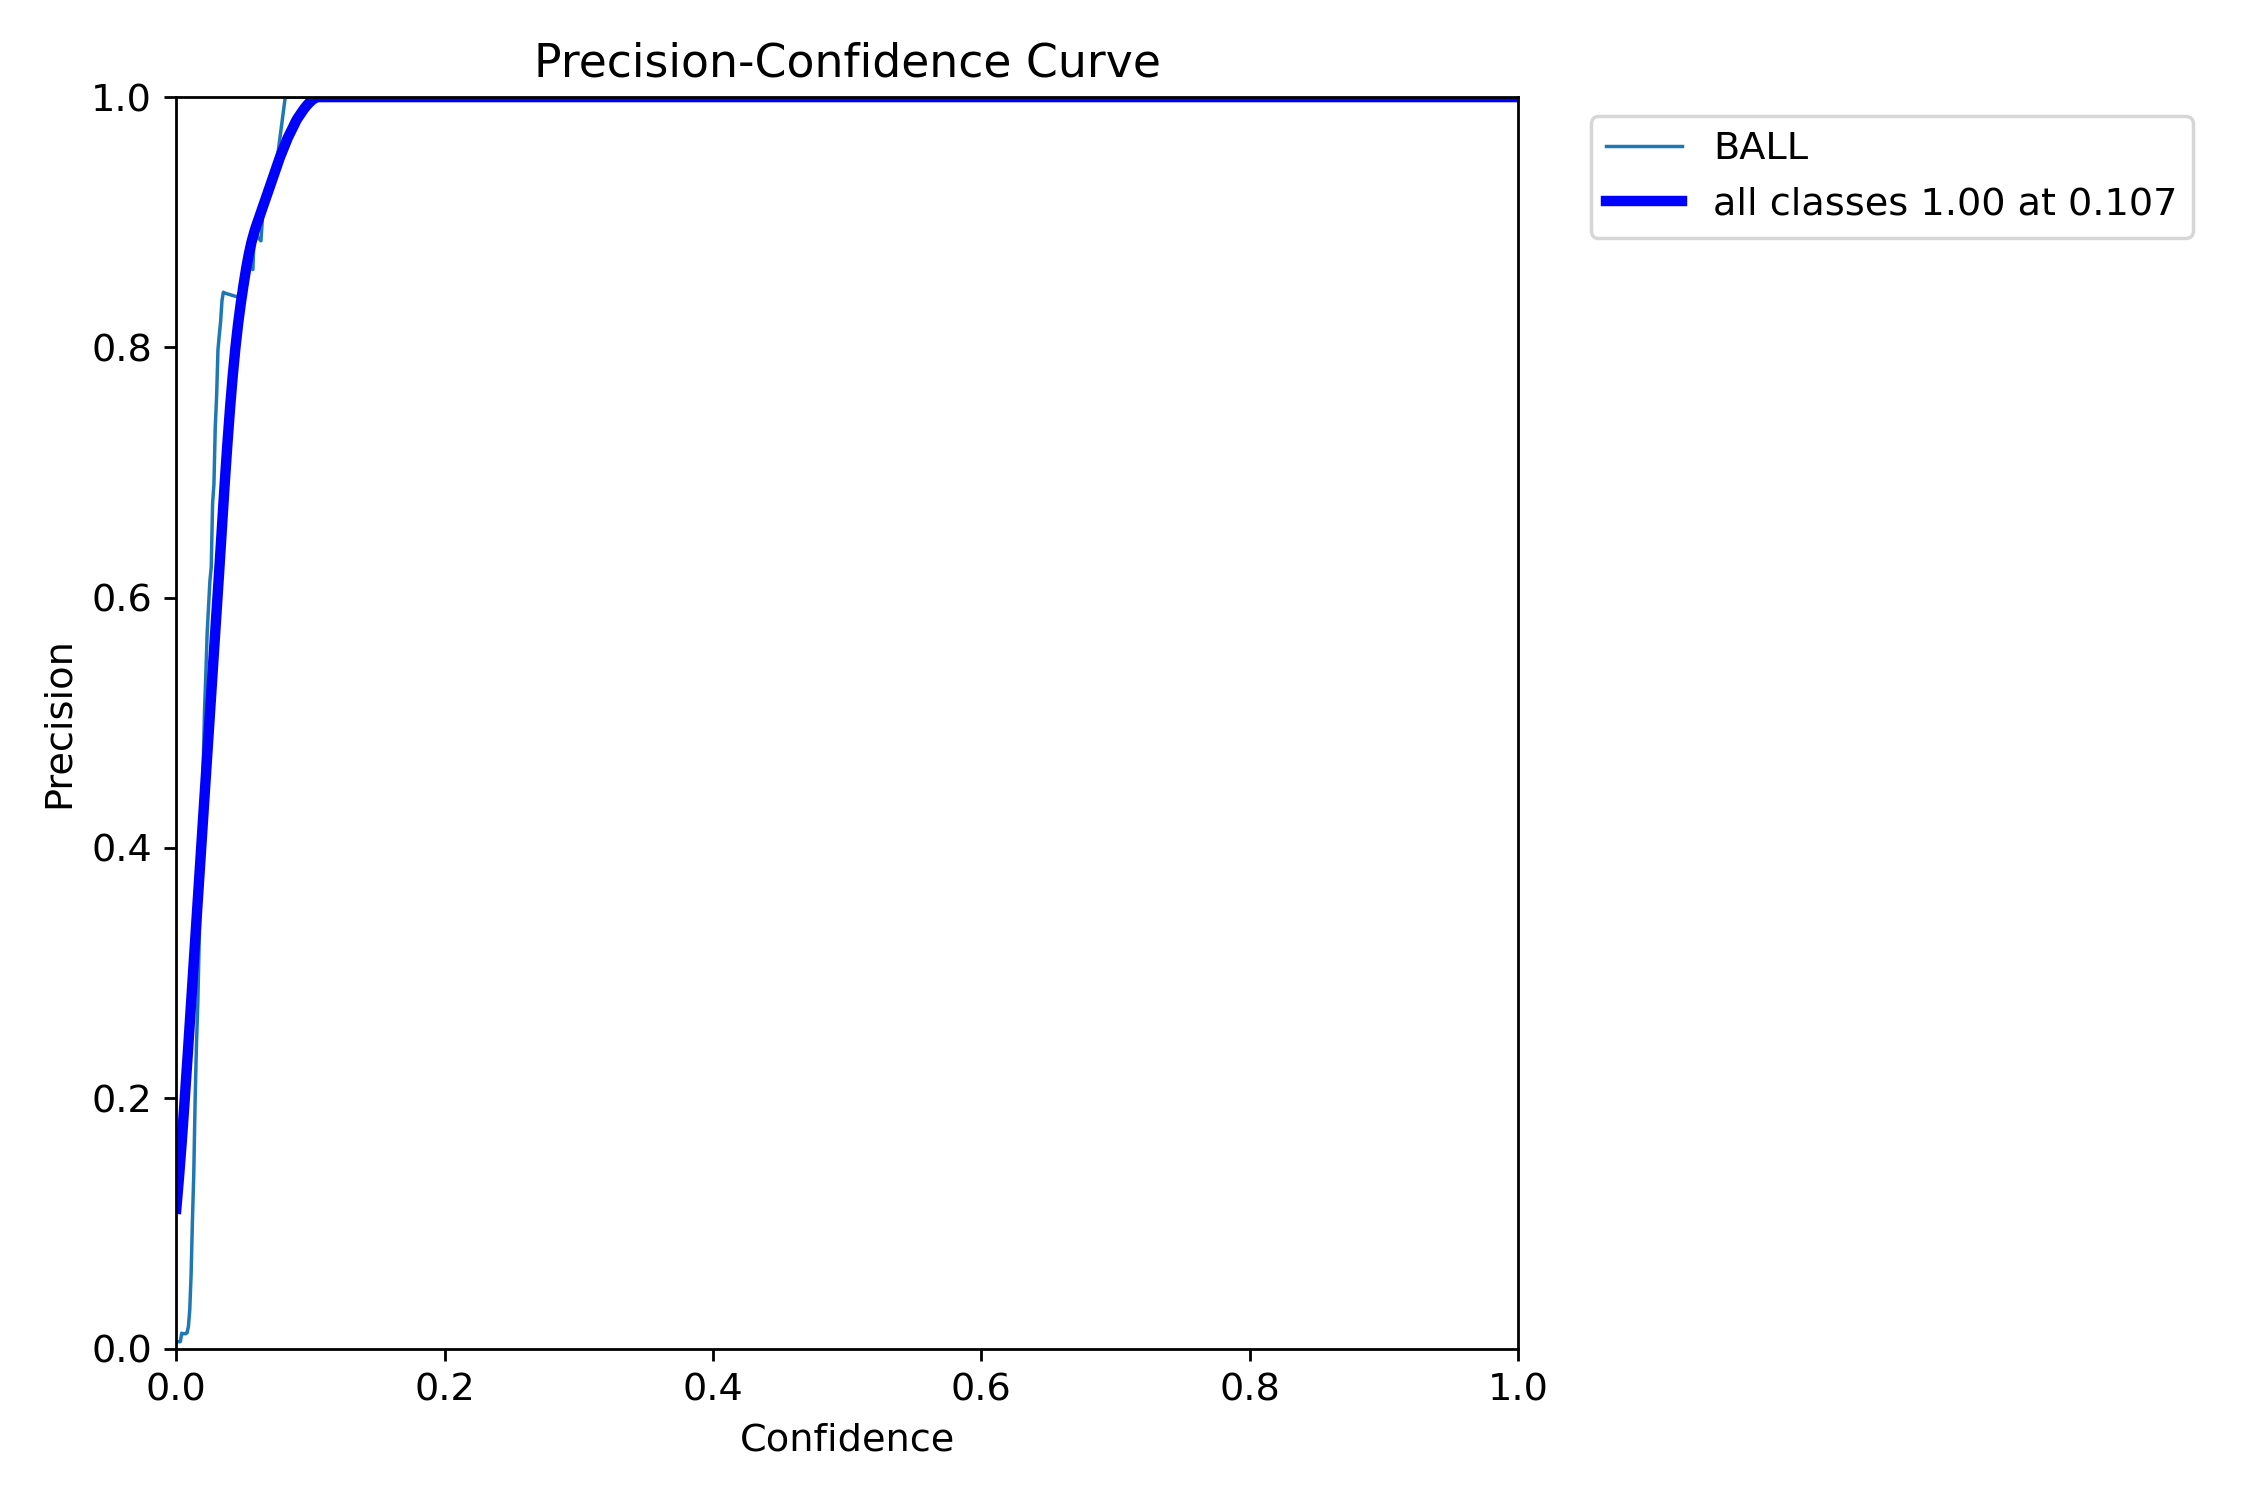 Precision-Confidence Curve
1.0
0.8
0.6
0.4
0.2
0.0
Precision
0.0 0.2 0.4 0.6 0.8 1.0
Confidence
BALL
all classes 1.00 at 0.107